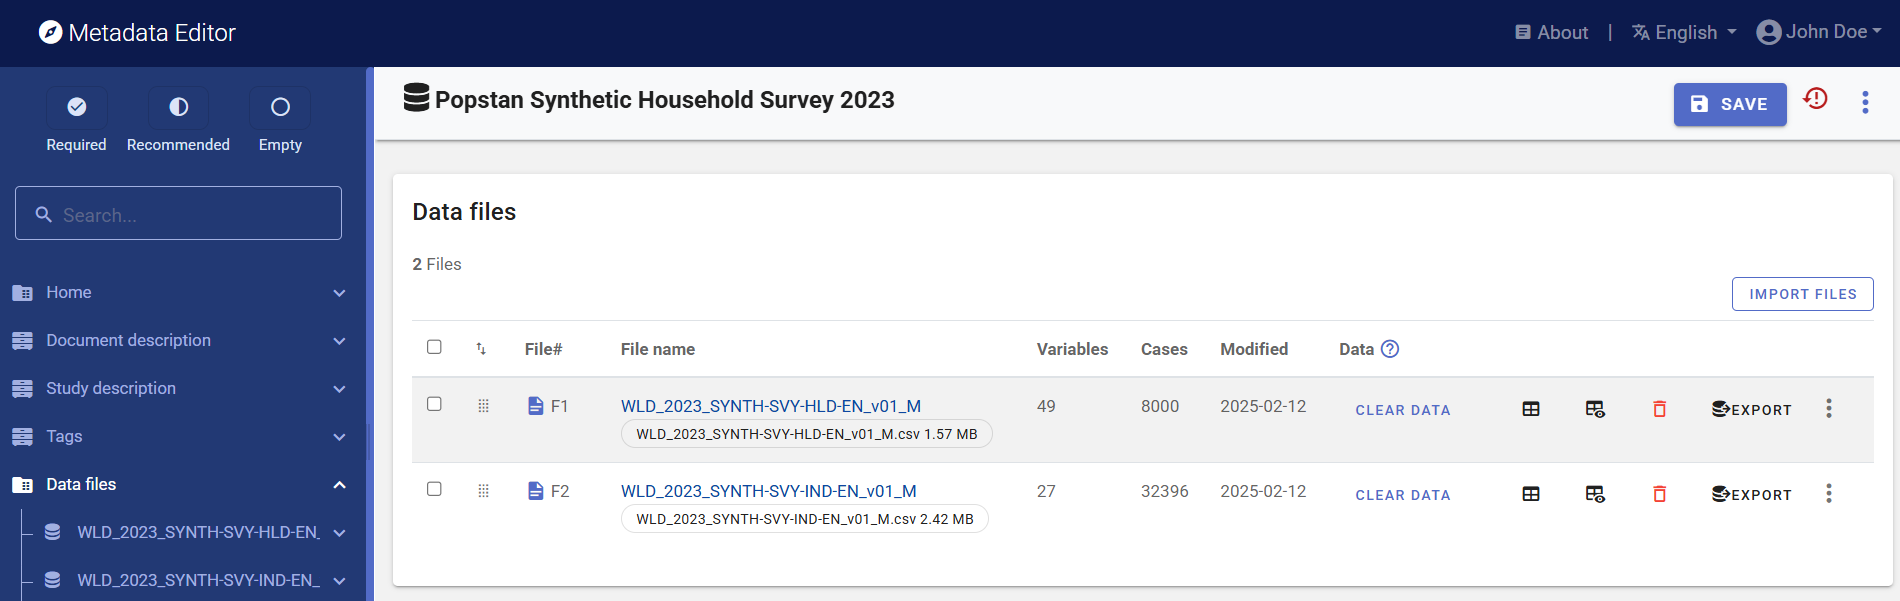 Metadata Editor
About | English John Doe
Required Recommended Empty
Search...
Home
Document description
Study description
Tags
Data files
WLD_2023_SYNTH-SVY-HLD-EN_
WLD_2023_SYNTH-SVY-IND-EN_
Popstan Synthetic Household Survey 2023
SAVE
Data files
2 Files
IMPORT FILES
File# File name Variables Cases Modified Data
F1 WLD_2023_SYNTH-SVY-HLD-EN_v01_M 49 8000 2025-02-12 CLEAR DATA EXPORT
WLD_2023_SYNTH-SVY-HLD-EN_v01_M.csv 1.57 MB
F2 WLD_2023_SYNTH-SVY-IND-EN_v01_M 27 32396 2025-02-12 CLEAR DATA EXPORT
WLD_2023_SYNTH-SVY-IND-EN_v01_M.csv 2.42 MB